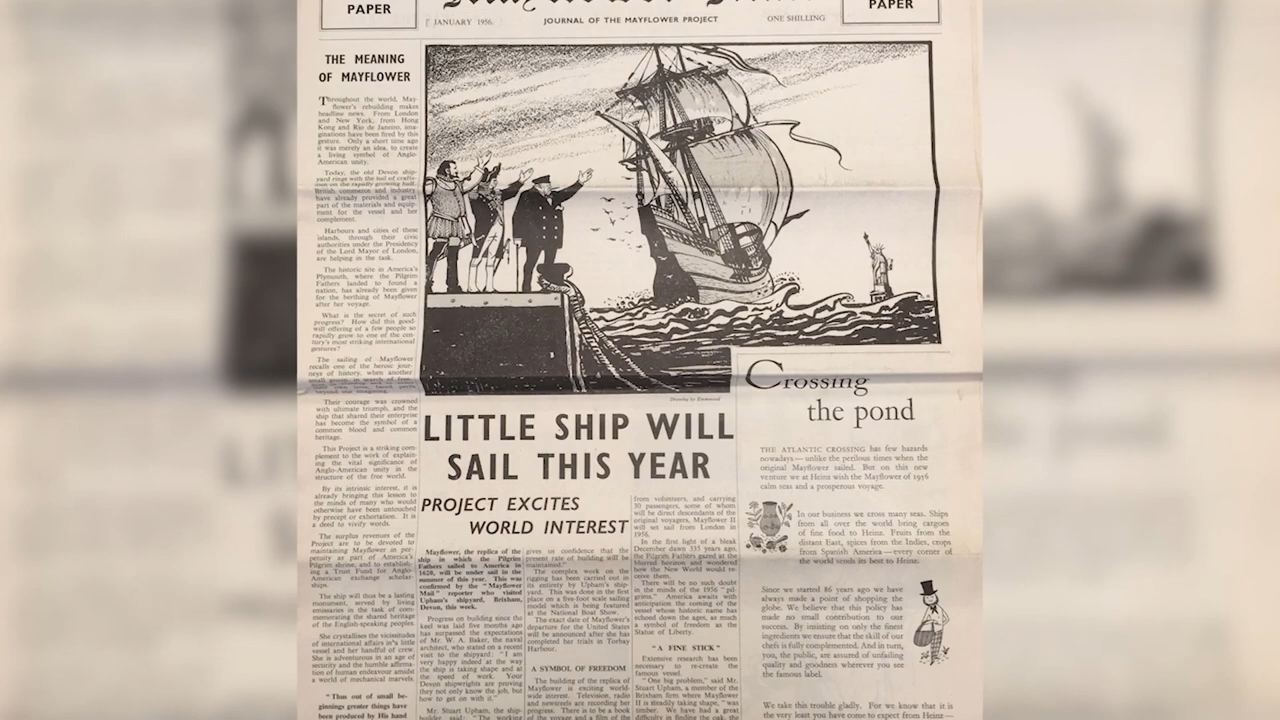 PAPER
JANUARY 1956.
JOURNAL OF THE MAYFLOWER PROJECT
ONE SHILLING
PAPER
THE MEANING
OF MAYFLOWER
Throughout the world, May-
flower's rebuilding makes
headline news. From London
and New York, from Hong
Kong and Rio de Janeiro, ima-
ginations have been fired by this
gesture. Only a short time ago
it was merely an idea, to create
a living symbol of Anglo-
American unity.
Today, the old Devon ship-
yard rings with the toil of crafts-
men on the rapidly growing hull.
British commerce and industry
have already provided a great
part of the materials and equip-
ment for the vessel and her
complement.
Harbours and cities of these
islands, through their civic
authorities under the Presidency
of the Lord Mayor of London,
are helping in the task.
The historic site in America's
Plymouth, where the Pilgrim
Fathers landed to found a
nation, has already been given
for the berthing of Mayflower
after her voyage.
What is the secret of such
progress? How did this good-
will offering of a few people so
rapidly grow to one of the cen-
tury's most striking international
gestures?
The sailing of Mayflower
recalls one of the heroic jour-
neys of history, when another
small group, in search of free-
Their courage was crowned
with ultimate triumph, and the
ship that shared their enterprise
has become the symbol of a
common blood and common
heritage.
This Project is a striking com-
plement to the work of explain-
ing the vital significance of
Anglo-American unity in the
structure of the free world.
By its intrinsic interest, it is
already bringing this lesson to
the minds of many who would
otherwise have been untouched
by precept or exhortation. It is
a deed to vivify words.
The surplus revenues of the
Project are to be devoted to
maintaining Mayflower in per-
petuity as part of America's
Pilgrim shrine, and to establish-
ing a Trust Fund for Anglo-
American exchange scholar-
ships.
The ship will thus be a lasting
monument, served by living
emissaries in the task of com-
memorating the shared heritage
of the English-speaking peoples.
She crystallises the vicissitudes
of international affairs in a little
vessel and her handful of crew.
She is adventurous in an age of
security and the humble affirma-
tion of human endeavour amidst
a world of mechanical marvels.
"Thus out of small be-
ginnings greater things have
been produced by His hand
Drawing by Emmwood
LITTLE SHIP WILL
SAIL THIS YEAR
PROJECT EXCITES
WORLD INTEREST
Mayflower, the replica of the
ship in which the Pilgrim
Fathers sailed to America in
1620, will be under sail in the
summer of this year. This was
confirmed by the "Mayflower
Mail" reporter who visited
Upham's shipyard, Brixham,
Devon, this week.
Progress on building since the
keel was laid five months ago
has surpassed the expectations
of Mr. W. A. Baker, the naval
architect, who stated on a recent
visit to the shipyard: "I am
very happy indeed at the way
the ship is taking shape and at
the speed of work. Your
Devon shipwrights are proving
they not only know the job, but
how to get on with it."
Mr. Stuart Upham, the ship-
builder, said: "The working
gives us confidence that the
present rate of building will be
maintained."
The complex work on the
rigging has been carried out in
its entirety by Upham's ship-
yard. This was done in the first
place on a five-foot scale sailing
model which is being featured
at the National Boat Show.
The exact date of Mayflower's
departure for the United States
will be announced after she has
completed her trials in Torbay
Harbour.
A SYMBOL OF FREEDOM
The building of the replica of
Mayflower is exciting world-
wide interest. Television, radio
and newsreels are recording her
progress. There is to be a book
of the voyage and a film of the
from volunteers, and carrying
30 passengers, some of whom
will be direct descendants of the
original voyagers, Mayflower II
will set sail from London in
1956.
In the first light of a bleak
December dawn 335 years ago,
the Pilgrim Fathers gazed at the
blurred horizon and wondered
how the New World would re-
ceive them.
There will be no such doubt
in the minds of the 1956 "pil-
grims." America awaits with
anticipation the coming of the
vessel whose historic name has
echoed down the ages, as much
a symbol of freedom as the
Statue of Liberty.
"A FINE STICK"
Extensive research has been
necessary to re-create the
famous vessel.
"One big problem," said Mr.
Stuart Upham, a member of the
Brixham firm where Mayflower
II is steadily taking shape, "was
timber. We have had a great
difficulty in finding the oak, the
Crossing
the pond
THE ATLANTIC CROSSING has few hazards
nowadays — unlike the perilous times when the
original Mayflower sailed. But on this new
venture we at Heinz wish the Mayflower of 1956
calm seas and a prosperous voyage.
In our business we cross many seas. Ships
from all over the world bring cargoes
of fine food to Heinz. Fruits from the
distant East, spices from the Indies, crops
from Spanish America — every corner of
the world sends its best to Heinz.
Since we started 86 years ago we have
always made a point of shopping the
globe. We believe that this policy has
made no small contribution to our
success. By insisting on only the finest
ingredients we ensure that the skill of our
chefs is fully complemented. And in turn,
you, the public, are assured of unfailing
quality and goodness wherever you see
the famous label.
We take this trouble gladly. For we know that it is
the very least you have come to expect from Heinz —